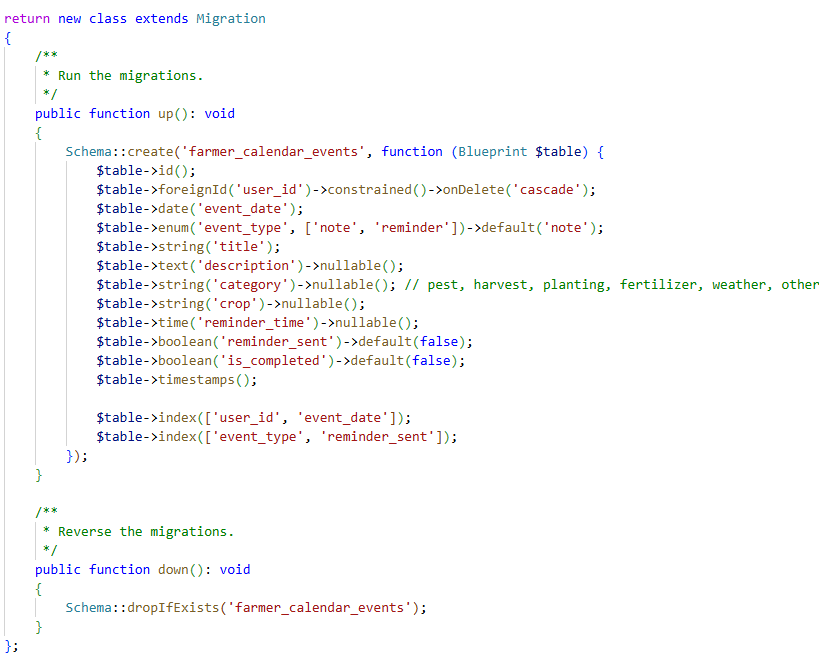 return new class extends Migration
{
    /**
     * Run the migrations.
     */
    public function up(): void
    {
        Schema::create('farmer_calendar_events', function (Blueprint $table) {
            $table->id();
            $table->foreignId('user_id')->constrained()->onDelete('cascade');
            $table->date('event_date');
            $table->enum('event_type', ['note', 'reminder'])->default('note');
            $table->string('title');
            $table->text('description')->nullable();
            $table->string('category')->nullable(); // pest, harvest, planting, fertilizer, weather, other
            $table->string('crop')->nullable();
            $table->time('reminder_time')->nullable();
            $table->boolean('reminder_sent')->default(false);
            $table->boolean('is_completed')->default(false);
            $table->timestamps();

            $table->index(['user_id', 'event_date']);
            $table->index(['event_type', 'reminder_sent']);
        });
    }

    /**
     * Reverse the migrations.
     */
    public function down(): void
    {
        Schema::dropIfExists('farmer_calendar_events');
    }
};